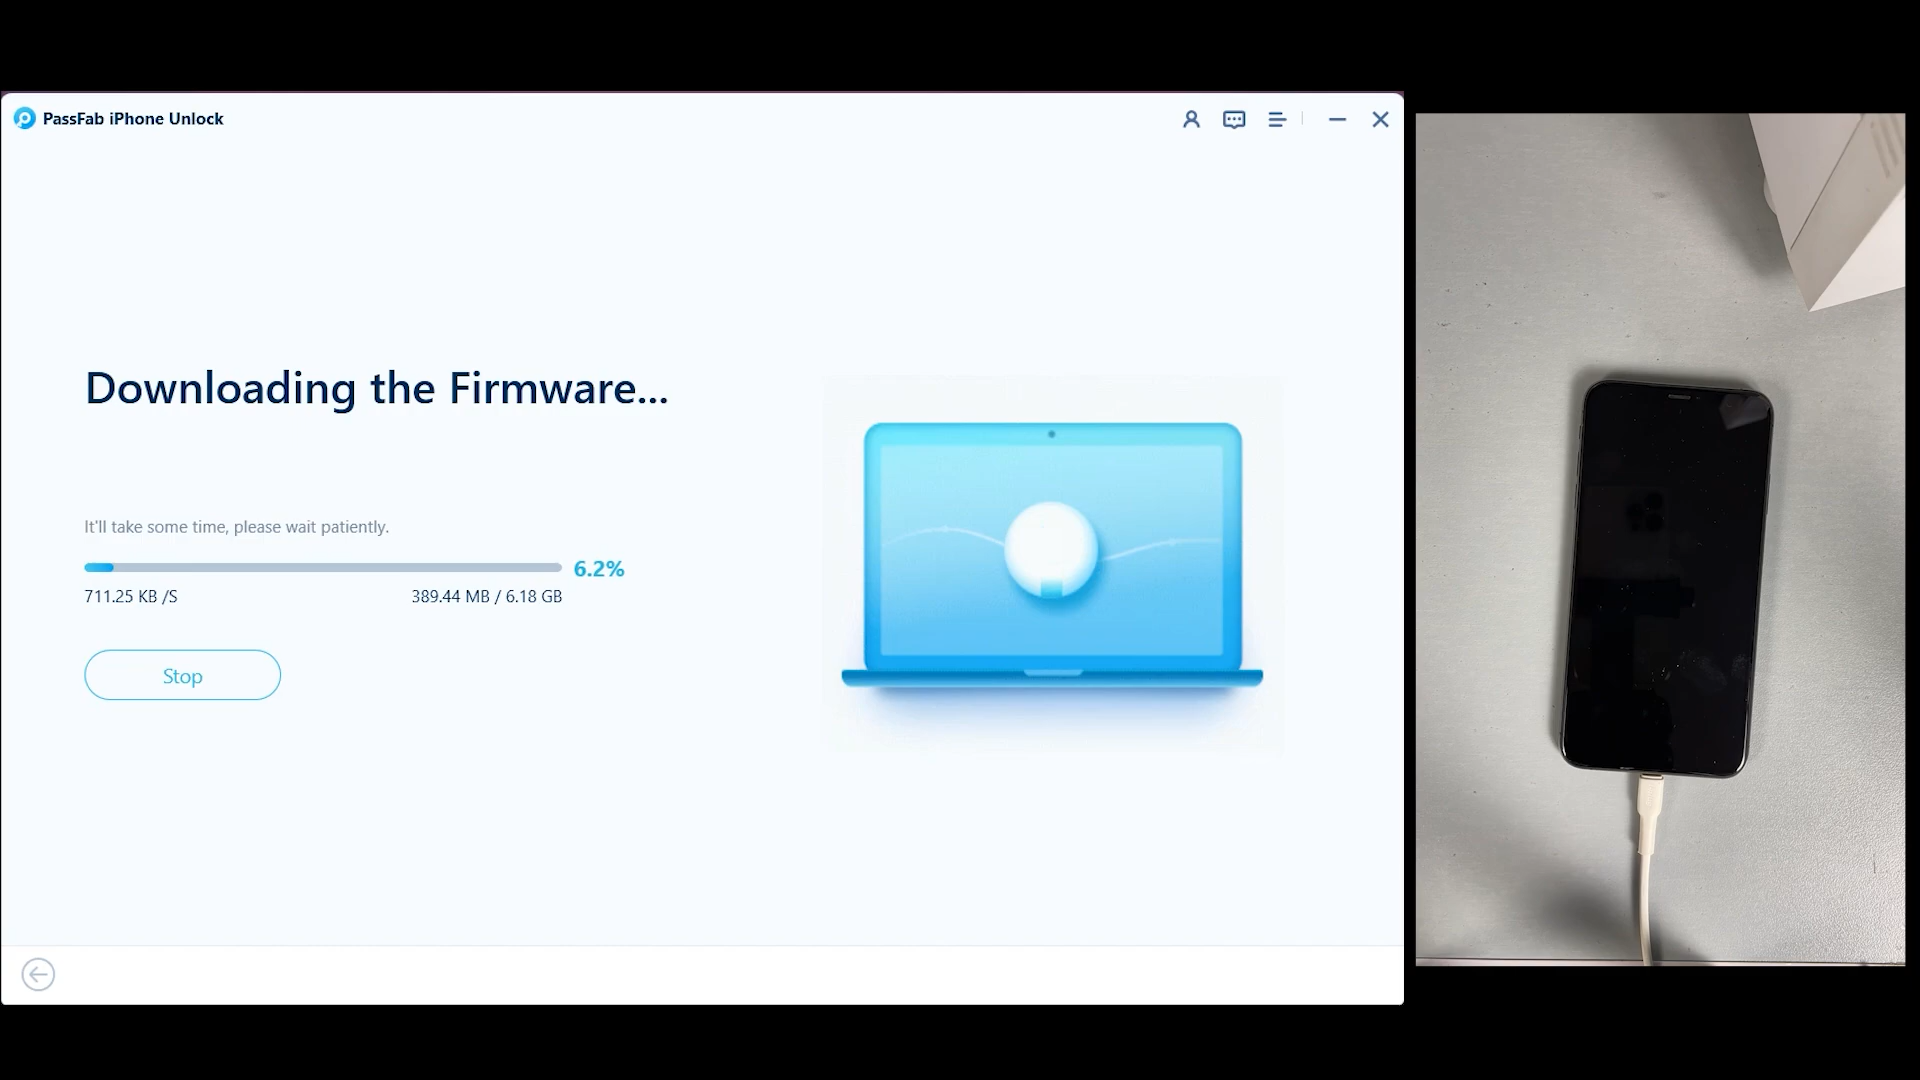 PassFab iPhone Unlock
Downloading the Firmware...
It'll take some time, please wait patiently.
6.2%
711.25 KB /S
389.44 MB / 6.18 GB
Stop